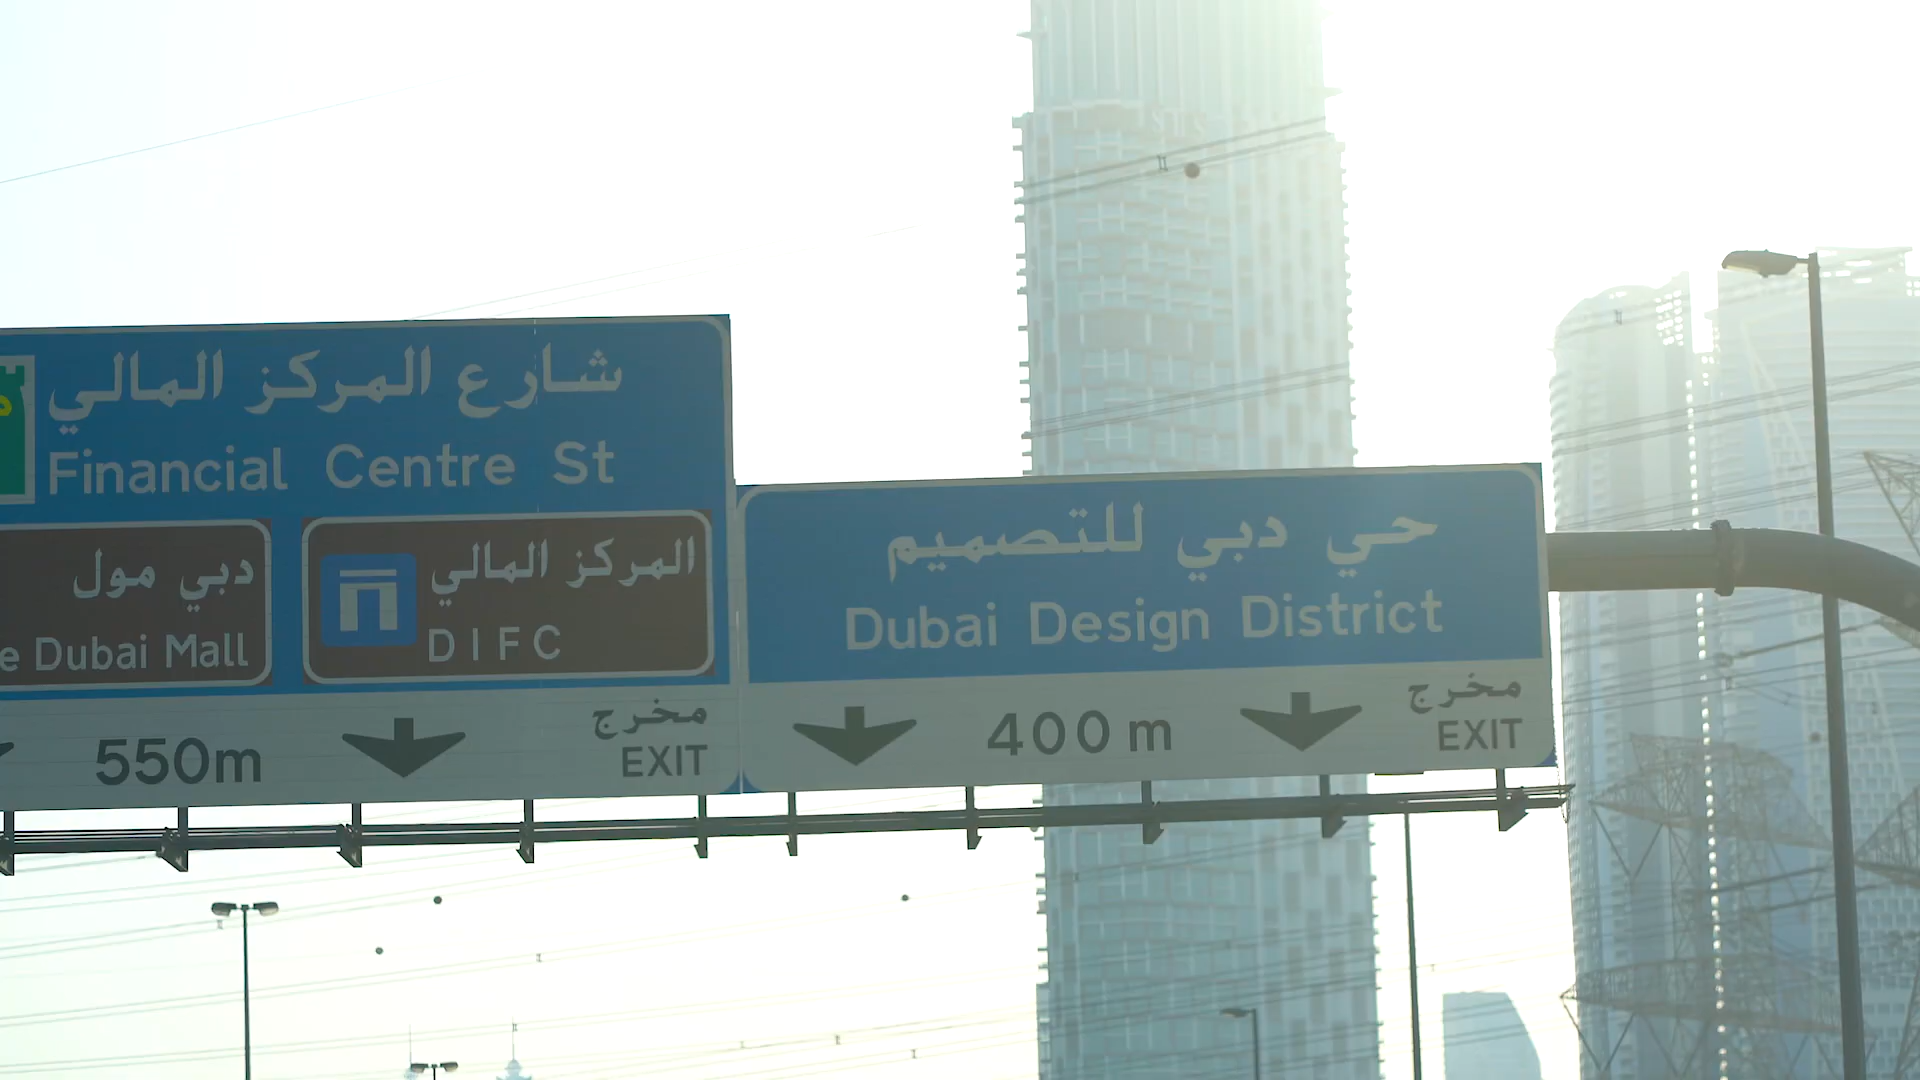 شارع المركز المالي
Financial Centre St
دبي مول
Dubai Mall
المركز المالي
DIFC
550m
مخرج
EXIT
حي دبي للتصميم
Dubai Design District
400 m
مخرج
EXIT